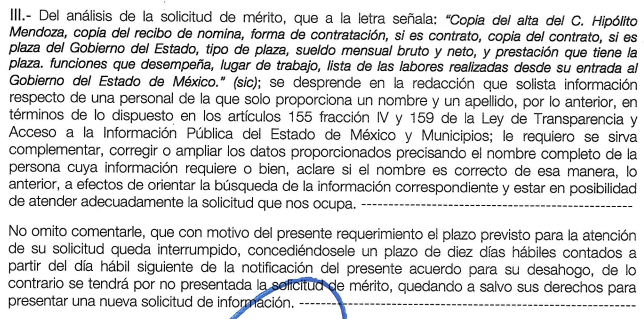 III.- Del análisis de la solicitud de mérito, que a la letra señala: "Copia del alta del C. Hipólito
Mendoza, copia del recibo de nomina, forma de contratación, si es contrato, copia del contrato, si es
plaza del Gobierno del Estado, tipo de plaza, sueldo mensual bruto y neto, y prestación que tiene la
plaza. funciones que desempeña, lugar de trabajo, lista de las labores realizadas desde su entrada al
Gobierno del Estado de México." (sic); se desprende en la redacción que solista información
respecto de una personal de la que solo proporciona un nombre y un apellido, por lo anterior, en
términos de lo dispuesto en los artículos 155 fracción IV y 159 de la Ley de Transparencia y
Acceso a la Información Pública del Estado de México y Municipios; le requiero se sirva
complementar, corregir o ampliar los datos proporcionados precisando el nombre completo de la
persona cuya información requiere o bien, aclare si el nombre es correcto de esa manera, lo
anterior, a efectos de orientar la búsqueda de la información correspondiente y estar en posibilidad
de atender adecuadamente la solicitud que nos ocupa. ------------------------------------
No omito comentarle, que con motivo del presente requerimiento el plazo previsto para la atención
de su solicitud queda interrumpido, concediéndosele un plazo de diez días hábiles contados a
partir del día hábil siguiente de la notificación del presente acuerdo para su desahogo, de lo
contrario se tendrá por no presentada la solicitud de mérito, quedando a salvo sus derechos para
presentar una nueva solicitud de información. --------------------------------------------